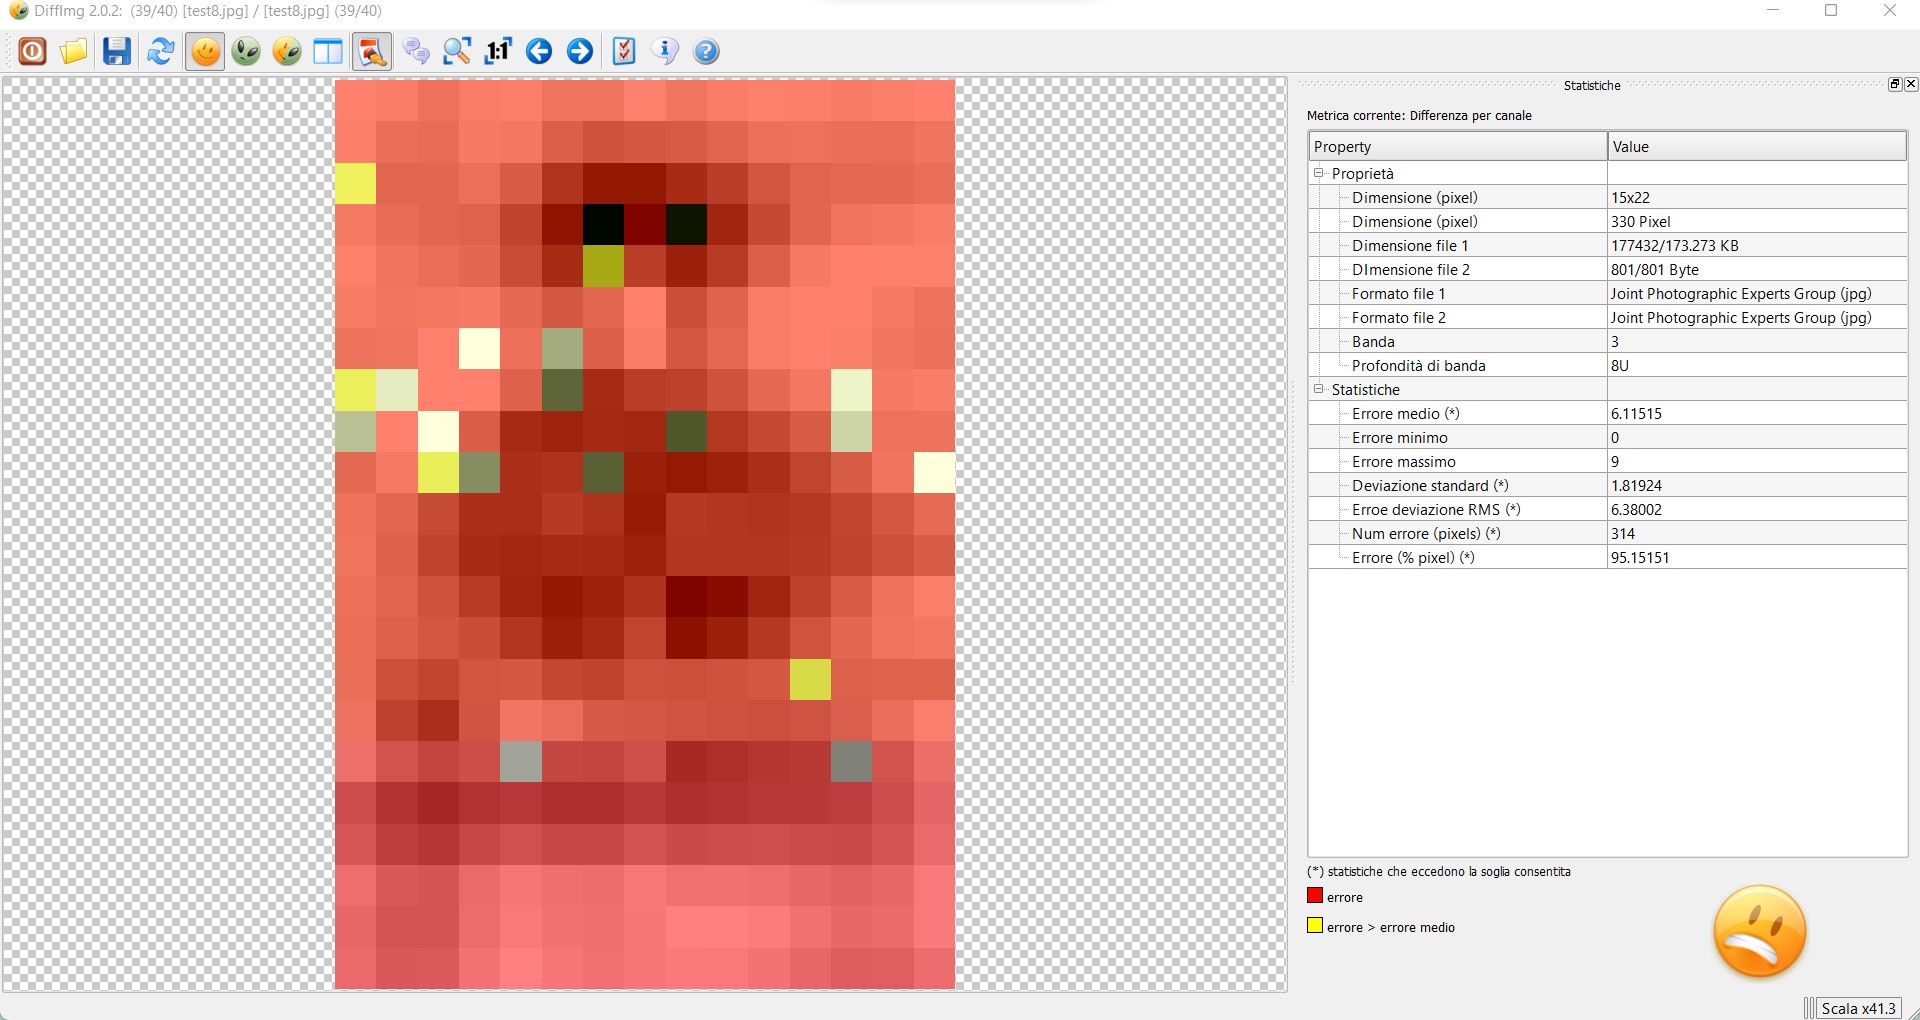 DiffImg 2.0.2: (39/40) [test8.jpg] / [test8.jpg] (39/40)
1:1
Statistiche
Metrica corrente: Differenza per canale
Property Value
Proprietà
Dimensione (pixel) 15x22
Dimensione (pixel) 330 Pixel
Dimensione file 1 177432/173.273 KB
DImensione file 2 801/801 Byte
Formato file 1 Joint Photographic Experts Group (jpg)
Formato file 2 Joint Photographic Experts Group (jpg)
Banda 3
Profondità di banda 8U
Statistiche
Errore medio (*) 6.11515
Errore minimo 0
Errore massimo 9
Deviazione standard (*) 1.81924
Erroe deviazione RMS (*) 6.38002
Num errore (pixels) (*) 314
Errore (% pixel) (*) 95.15151
(*) statistiche che eccedono la soglia consentita
errore
errore > errore medio
Scala x41.3